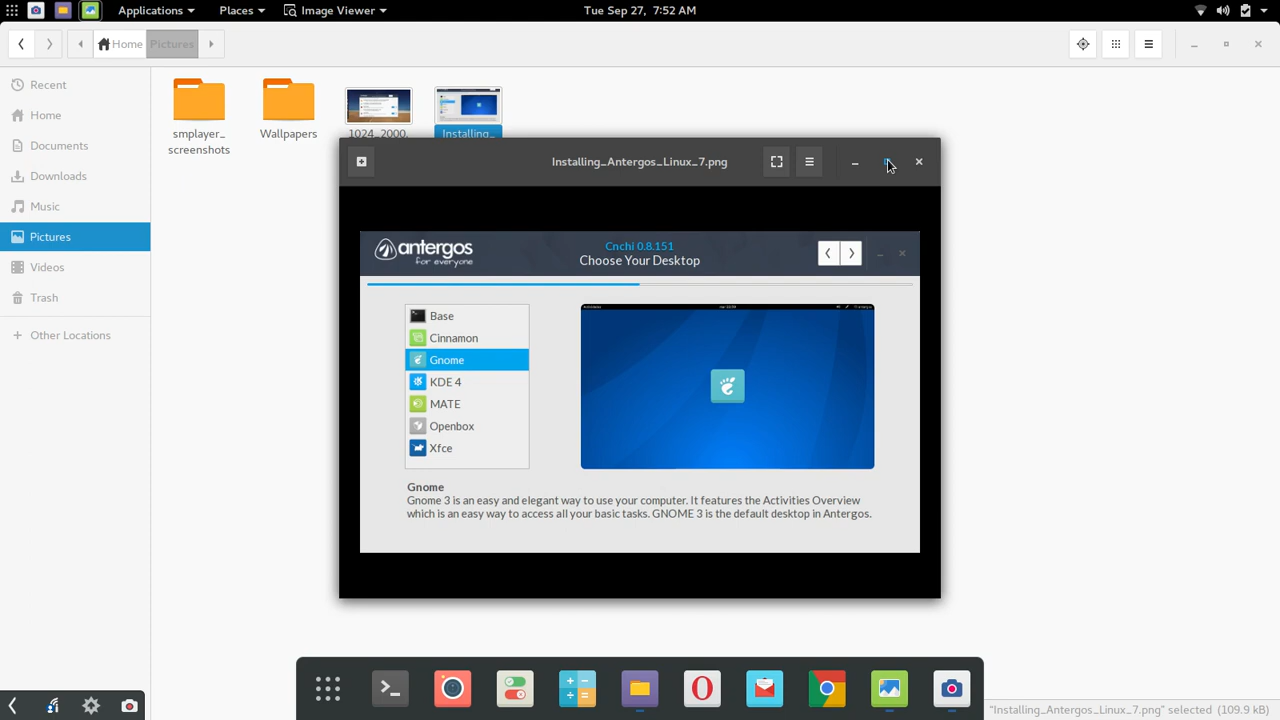 Applications Places Image Viewer Tue Sep 27, 7:52 AM
Home Pictures
Recent
Home
Documents
Downloads
Music
Pictures
Videos
Trash
Other Locations
smplayer_
screenshots
Wallpapers
1024_2000.
Installing_
Installing_Antergos_Linux_7.png
antergos
for everyone
Cnchi 0.8.151
Choose Your Desktop
Base
Cinnamon
Gnome
KDE 4
MATE
Openbox
Xfce
Gnome
Gnome 3 is an easy and elegant way to use your computer. It features the Activities Overview
which is an easy way to access all your basic tasks. GNOME 3 is the default desktop in Antergos.
"Installing_Antergos_Linux_7.png" selected (109.9 kB)